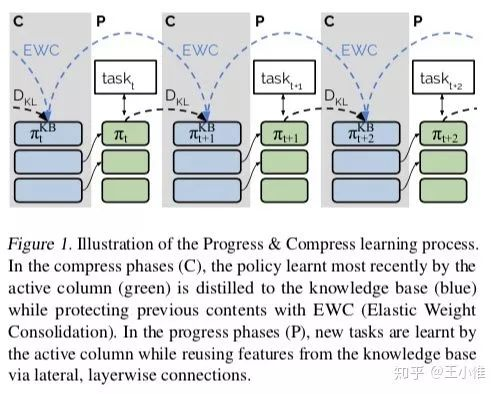 C P C P C P
EWC EWC EWC
task_t task_t+1 task_t+2
D_KL D_KL D_KL
π_t^KB π_t π_t+1^KB π_t+1 π_t+2^KB π_t+2
Figure 1. Illustration of the Progress & Compress learning process.
In the compress phases (C), the policy learnt most recently by the
active column (green) is distilled to the knowledge base (blue)
while protecting previous contents with EWC (Elastic Weight
Consolidation). In the progress phases (P), new tasks are learnt by
the active column while reusing features from the knowledge base
via lateral, layerwise connections.
知乎 @王小惟